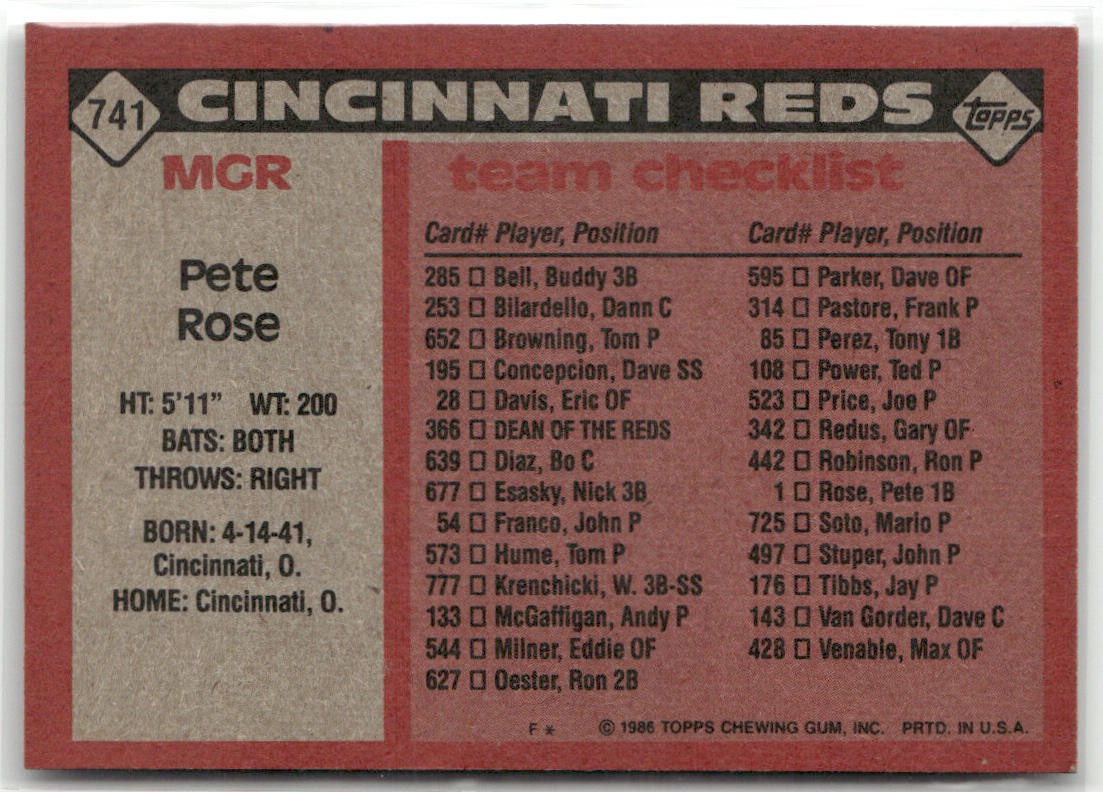 741 CINCINNATI REDS topps
MGR
Pete
Rose
HT: 5'11" WT: 200
BATS: BOTH
THROWS: RIGHT
BORN: 4-14-41,
Cincinnati, O.
HOME: Cincinnati, O.
team checklist
Card# Player, Position
285 ☐ Bell, Buddy 3B
253 ☐ Bilardello, Dann C
652 ☐ Browning, Tom P
195 ☐ Concepcion, Dave SS
28 ☐ Davis, Eric OF
366 ☐ DEAN OF THE REDS
639 ☐ Diaz, Bo C
677 ☐ Esasky, Nick 3B
54 ☐ Franco, John P
573 ☐ Hume, Tom P
777 ☐ Krenchicki, W. 3B-SS
133 ☐ McGaffigan, Andy P
544 ☐ Milner, Eddie OF
627 ☐ Oester, Ron 2B
Card# Player, Position
595 ☐ Parker, Dave OF
314 ☐ Pastore, Frank P
85 ☐ Perez, Tony 1B
108 ☐ Power, Ted P
523 ☐ Price, Joe P
342 ☐ Redus, Gary OF
442 ☐ Robinson, Ron P
1 ☐ Rose, Pete 1B
725 ☐ Soto, Mario P
497 ☐ Stuper, John P
176 ☐ Tibbs, Jay P
143 ☐ Van Gorder, Dave C
428 ☐ Venable, Max OF
F * © 1986 TOPPS CHEWING GUM, INC. PRTD. IN U.S.A.